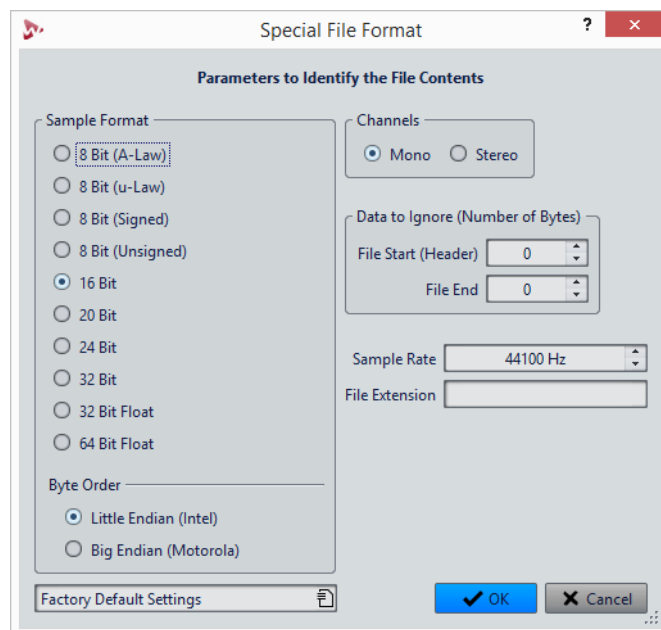 Special File Format
?
Parameters to Identify the File Contents
Sample Format
8 Bit (A-Law)
8 Bit (u-Law)
8 Bit (Signed)
8 Bit (Unsigned)
16 Bit
20 Bit
24 Bit
32 Bit
32 Bit Float
64 Bit Float
Byte Order
Little Endian (Intel)
Big Endian (Motorola)
Channels
Mono Stereo
Data to Ignore (Number of Bytes)
File Start (Header) 0
File End 0
Sample Rate 44100 Hz
File Extension
Factory Default Settings
OK Cancel